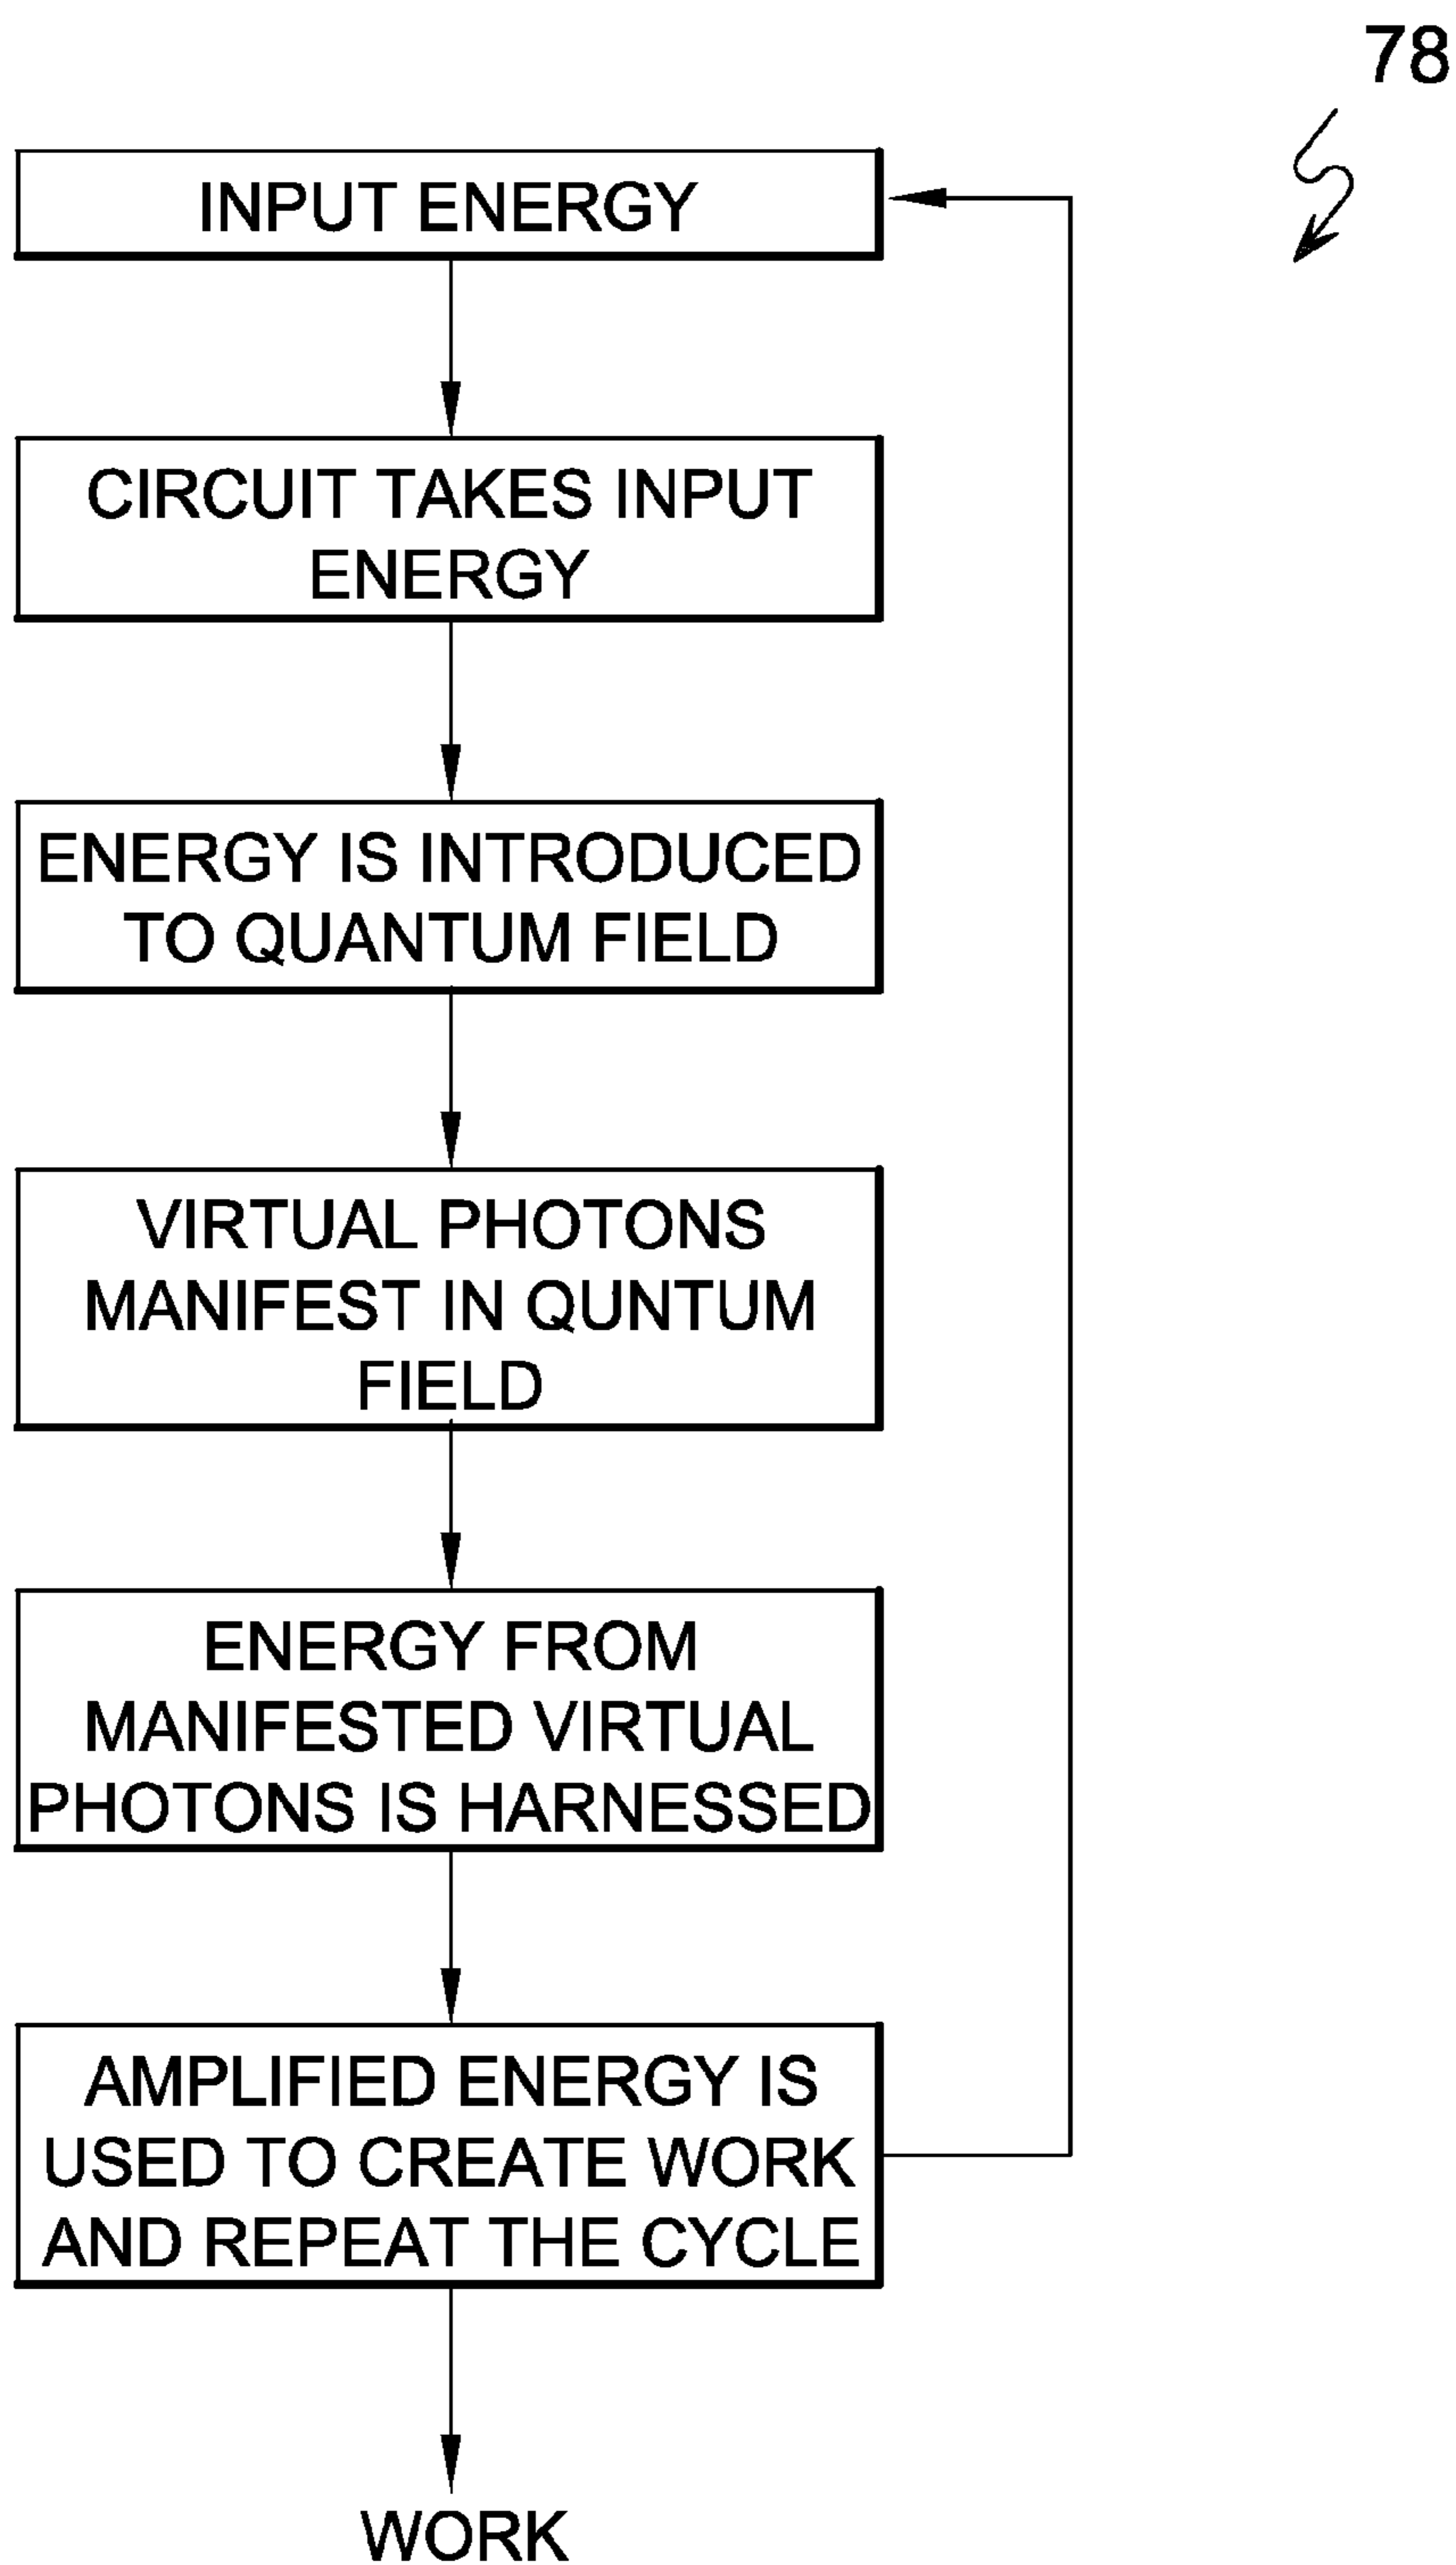 78
INPUT ENERGY
CIRCUIT TAKES INPUT
ENERGY
ENERGY IS INTRODUCED
TO QUANTUM FIELD
VIRTUAL PHOTONS
MANIFEST IN QUNTUM
FIELD
ENERGY FROM
MANIFESTED VIRTUAL
PHOTONS IS HARNESSED
AMPLIFIED ENERGY IS
USED TO CREATE WORK
AND REPEAT THE CYCLE
WORK